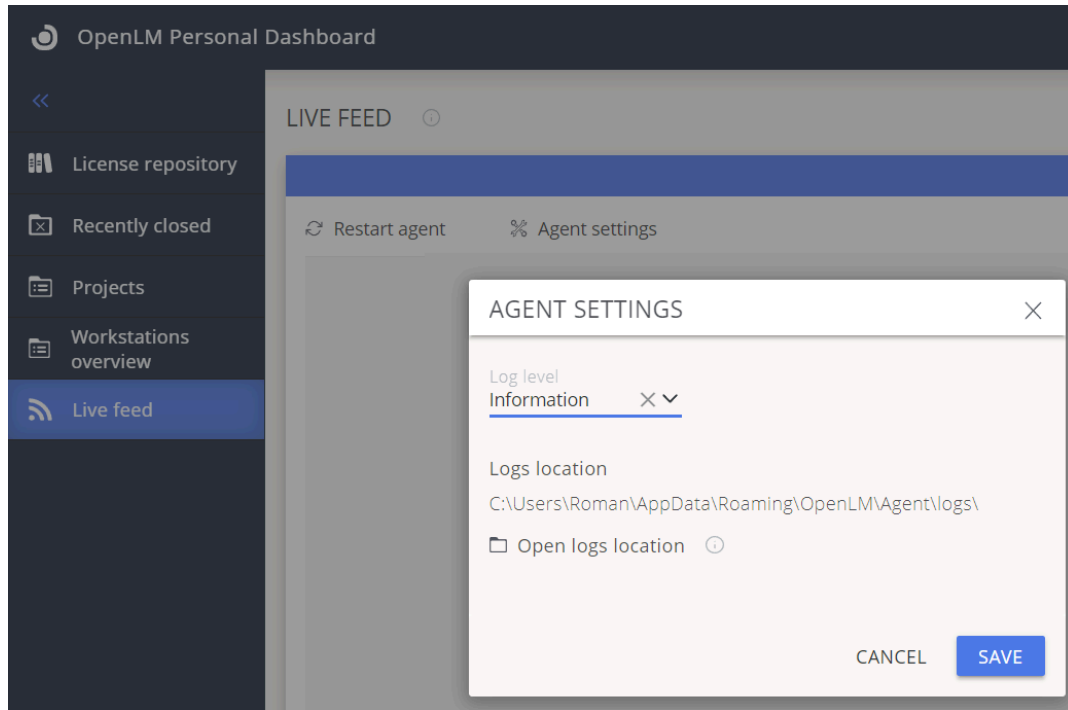 OpenLM Personal Dashboard
License repository
Recently closed
Projects
Workstations
overview
Live feed
LIVE FEED
Restart agent
Agent settings
AGENT SETTINGS
Log level
Information
Logs location
C:\Users\Roman\AppData\Roaming\OpenLM\Agent\logs\
Open logs location
CANCEL
SAVE